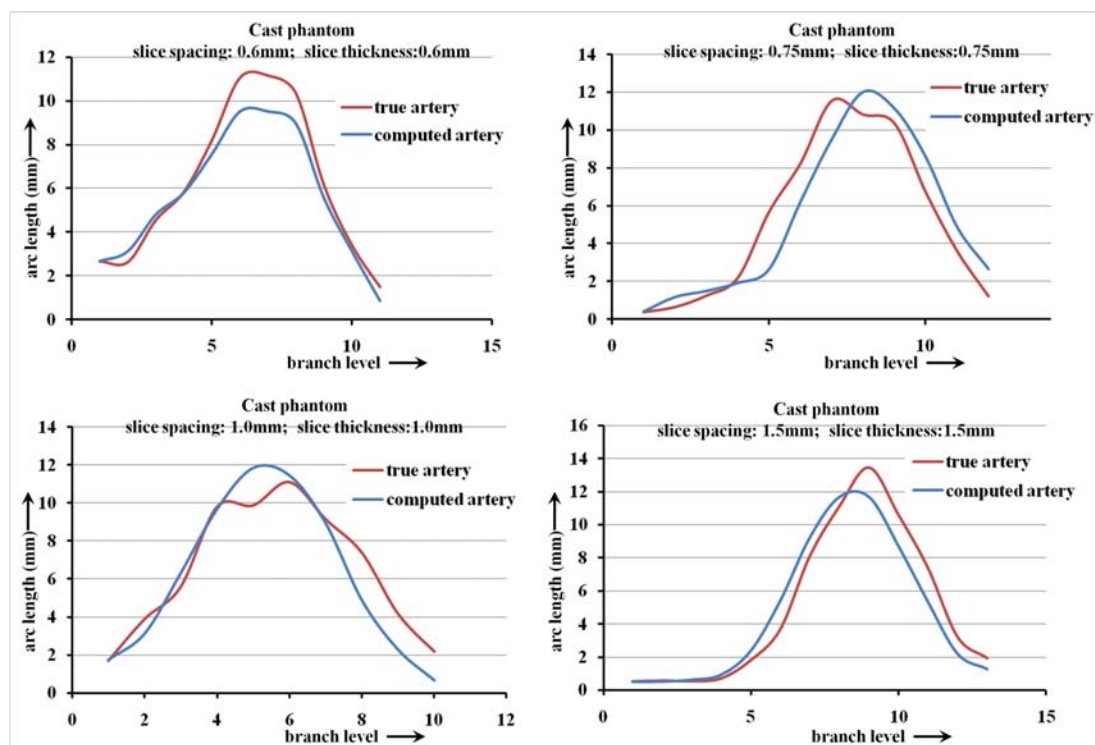 Cast phantom
slice spacing: 0.6mm;  slice thickness:0.6mm
12
10
8
6
4
2
0
arc length (mm)
true artery
computed artery
0 5 10 15
branch level
Cast phantom
slice spacing: 0.75mm;  slice thickness:0.75mm
14
12
10
8
6
4
2
0
arc length (mm)
true artery
computed artery
0 5 10
branch level
Cast phantom
slice spacing: 1.0mm;  slice thickness:1.0mm
14
12
10
8
6
4
2
0
arc length (mm)
true artery
computed artery
0 2 4 6 8 10 12
branch level
Cast phantom
slice spacing: 1.5mm;  slice thickness:1.5mm
16
14
12
10
8
6
4
2
0
arc length (mm)
true artery
computed artery
0 5 10 15
branch level